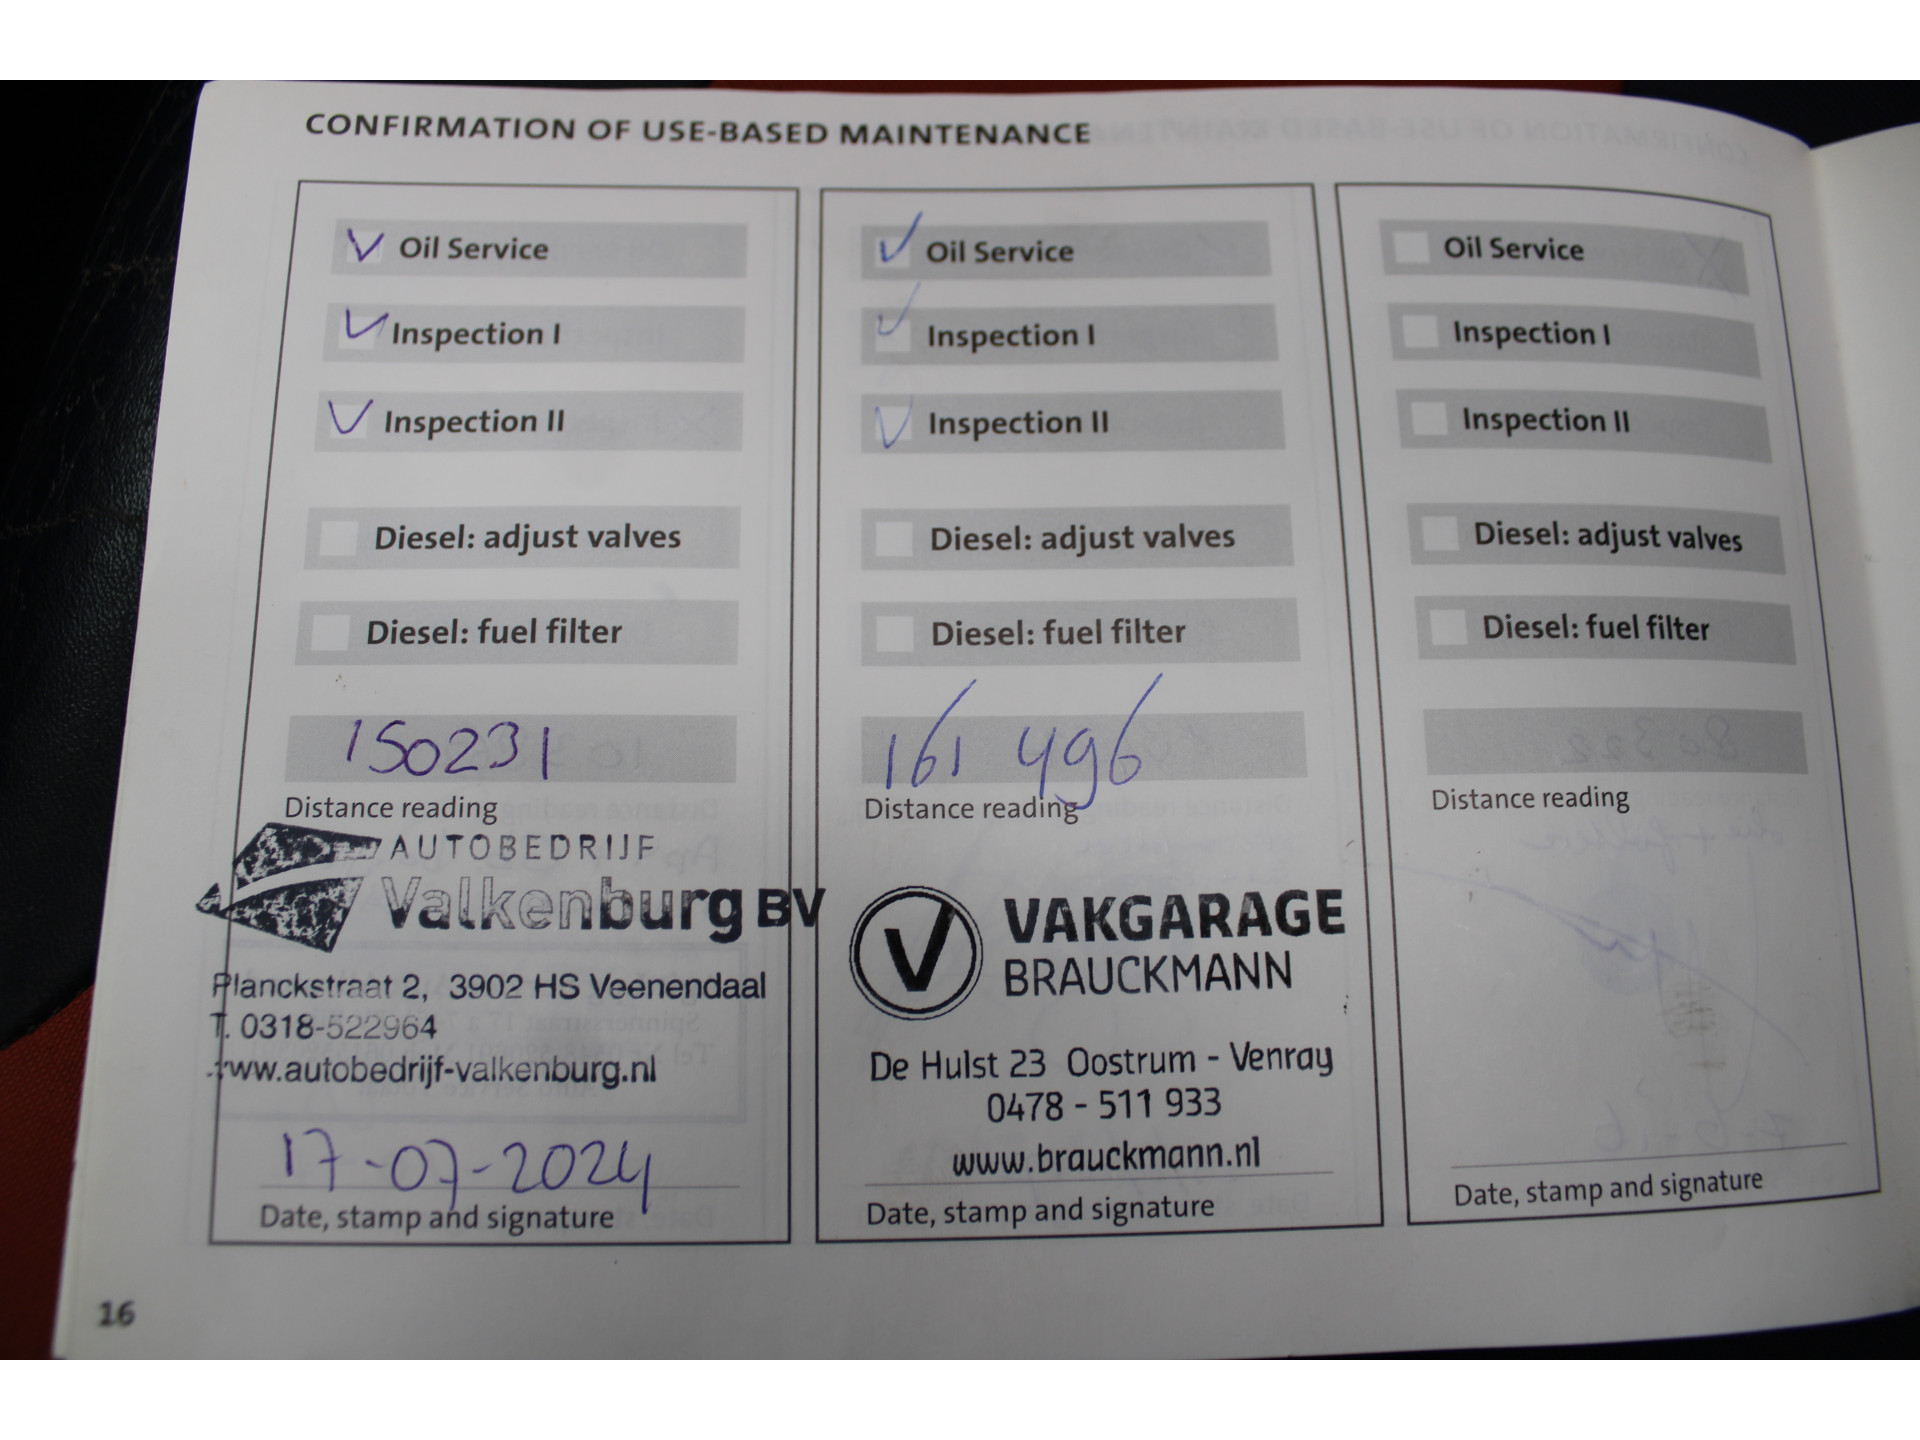 CONFIRMATION OF USE-BASED MAINTENANCE
Oil Service
Inspection I
Inspection II
Diesel: adjust valves
Diesel: fuel filter
150231
Distance reading
AUTOBEDRIJF
Valkenburg BV
Planckstraat 2, 3902 HS Veenendaal
T. 0318-522964
www.autobedrijf-valkenburg.nl
17-07-2024
Date, stamp and signature
Oil Service
Inspection I
Inspection II
Diesel: adjust valves
Diesel: fuel filter
161 496
Distance reading
V VAKGARAGE
BRAUCKMANN
De Hulst 23 Oostrum - Venray
0478 - 511 933
www.brauckmann.nl
Date, stamp and signature
Oil Service
Inspection I
Inspection II
Diesel: adjust valves
Diesel: fuel filter
Distance reading
Date, stamp and signature
16